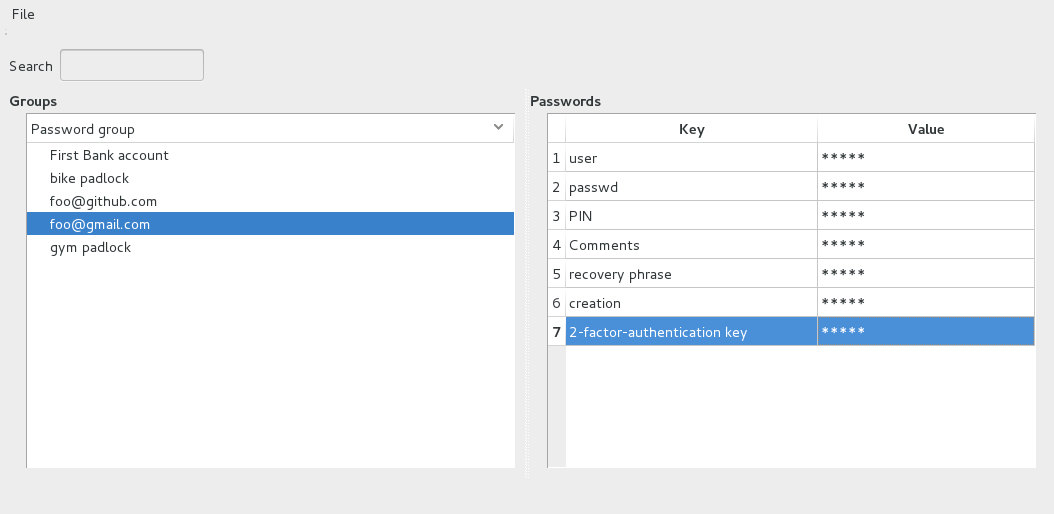 File
Search
Groups
Password group
First Bank account
bike padlock
foo@github.com
foo@gmail.com
gym padlock
Passwords
Key Value
1 user *****
2 passwd *****
3 PIN *****
4 Comments *****
5 recovery phrase *****
6 creation *****
7 2-factor-authentication key *****